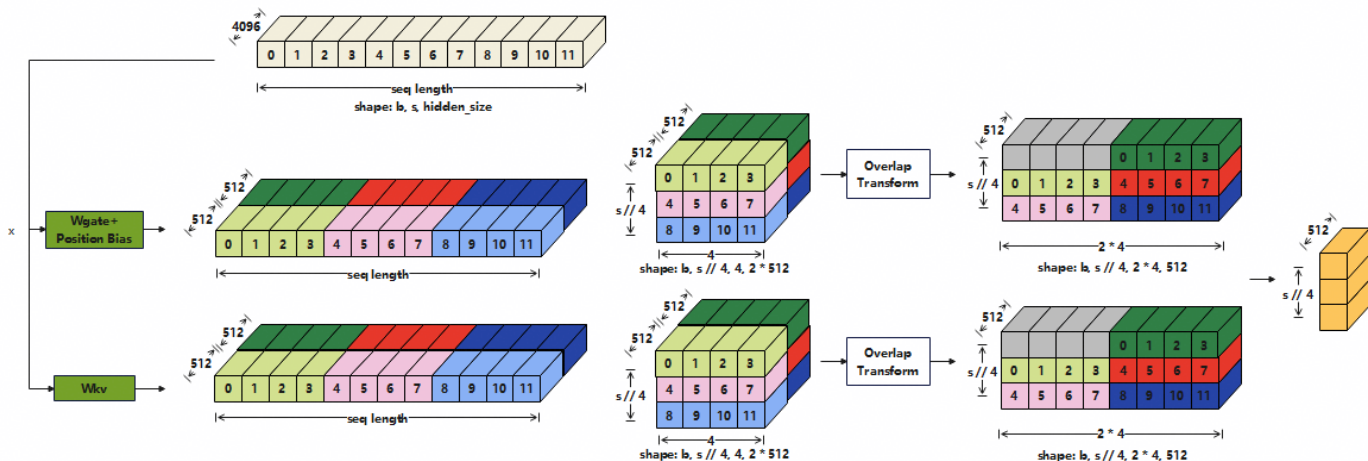 4096
0 1 2 3 4 5 6 7 8 9 10 11
seq length
shape: b, s, hidden_size
x
Wgate+
Position Bias
512
512
0 1 2 3 4 5 6 7 8 9 10 11
seq length
512
512
s // 4
0 1 2 3
4 5 6 7
8 9 10 11
4
shape: b, s // 4, 4, 2 * 512
Overlap
Transform
512
s // 4
0 1 2 3
0 1 2 3 4 5 6 7
4 5 6 7 8 9 10 11
2 * 4
shape: b, s // 4, 2 * 4, 512
Wkv
512
512
0 1 2 3 4 5 6 7 8 9 10 11
seq length
512
512
s // 4
0 1 2 3
4 5 6 7
8 9 10 11
4
shape: b, s // 4, 4, 2 * 512
Overlap
Transform
512
s // 4
0 1 2 3
0 1 2 3 4 5 6 7
4 5 6 7 8 9 10 11
2 * 4
shape: b, s // 4, 2 * 4, 512
512
s // 4